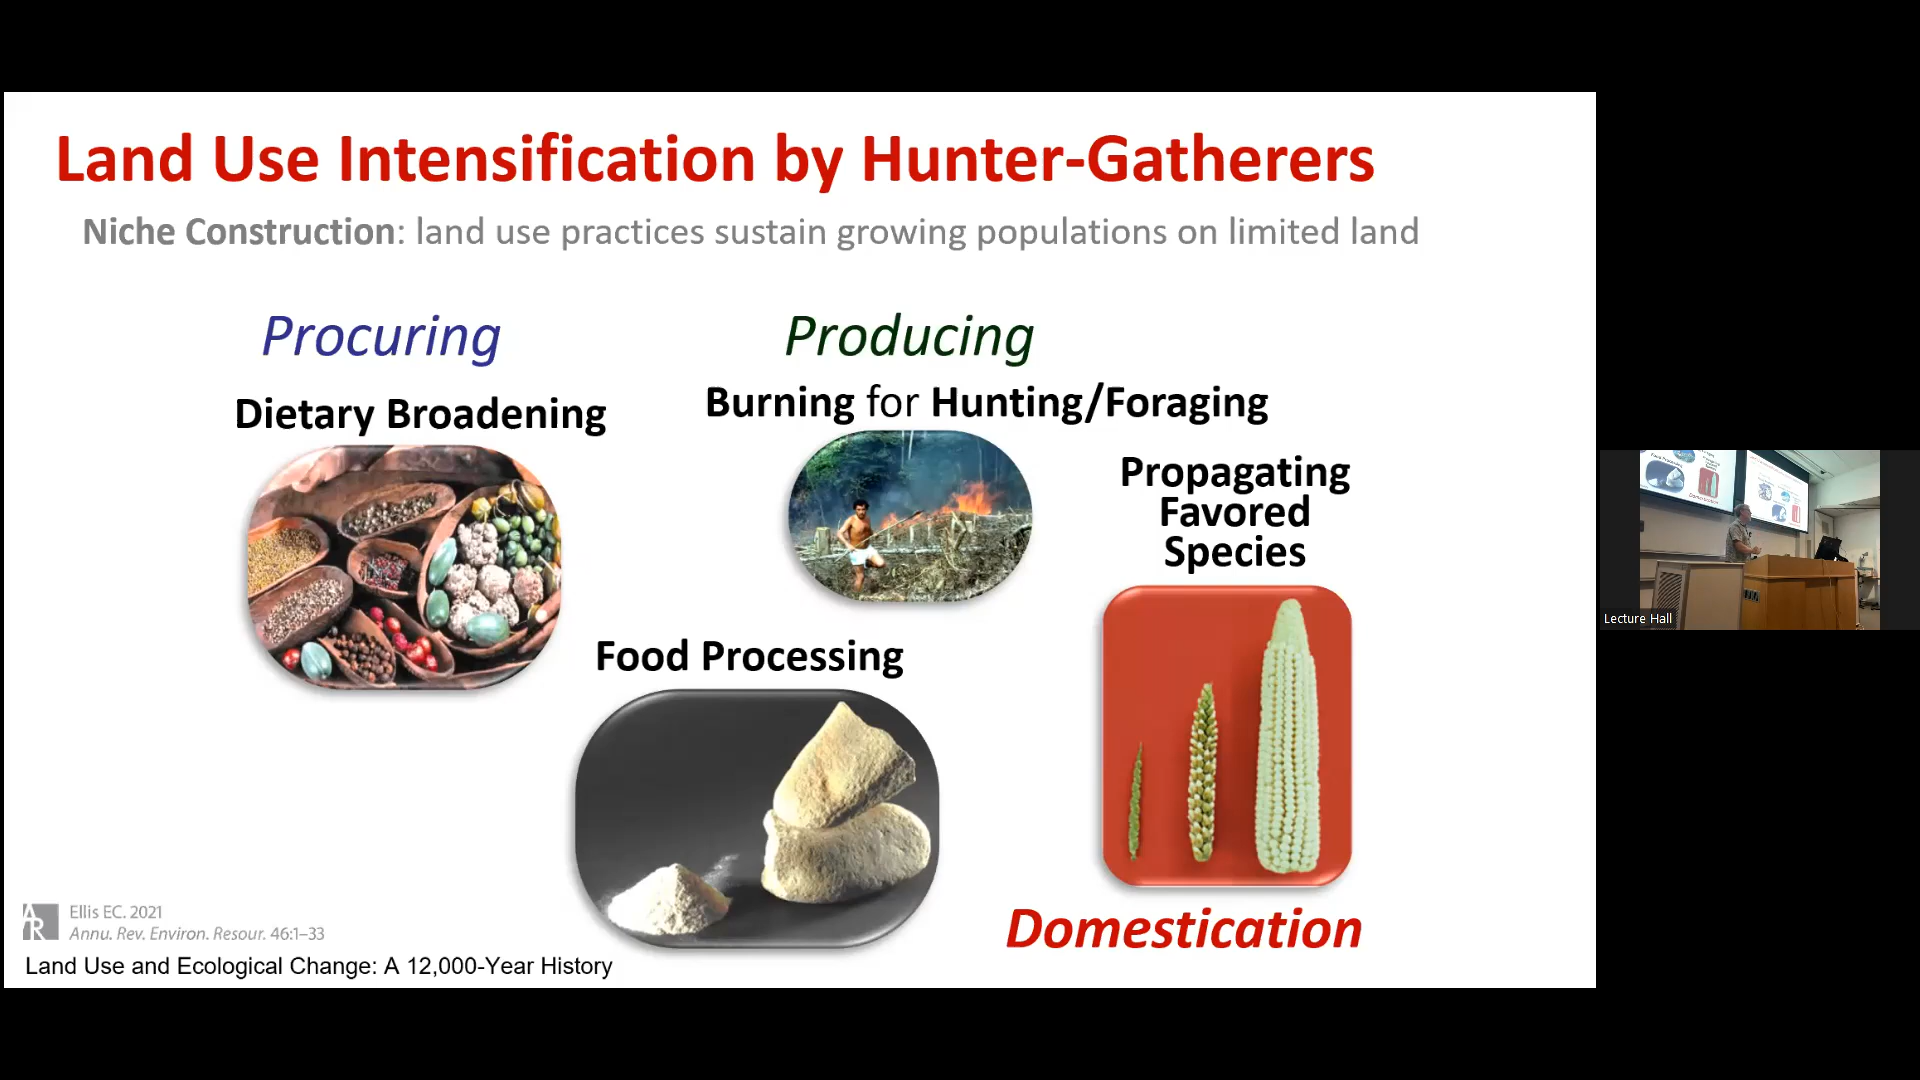 Land Use Intensification by Hunter-Gatherers
Niche Construction: land use practices sustain growing populations on limited land
Procuring
Producing
Dietary Broadening
Burning for Hunting/Foraging
Propagating
Favored
Species
Food Processing
Domestication
AR
Ellis EC. 2021
Annu. Rev. Environ. Resour. 46:1–33
Land Use and Ecological Change: A 12,000-Year History
Lecture Hall